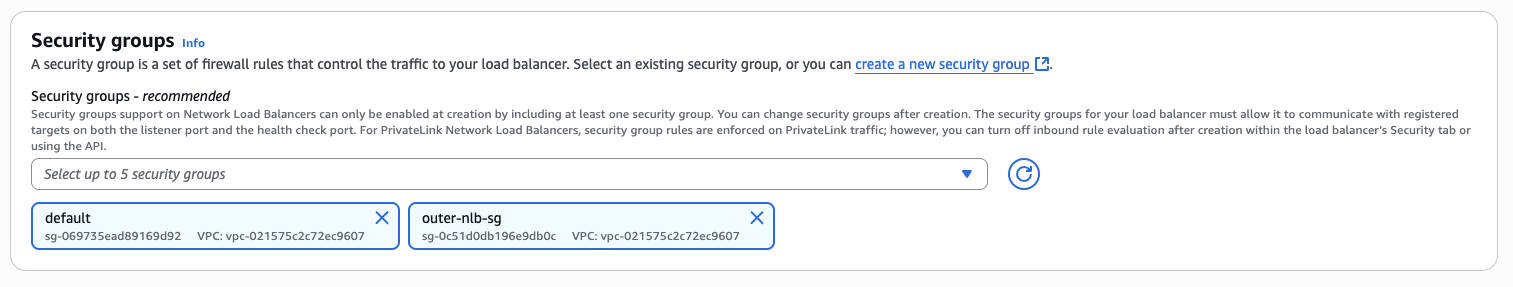 Security groups Info
A security group is a set of firewall rules that control the traffic to your load balancer. Select an existing security group, or you can create a new security group.
Security groups - recommended
Security groups support on Network Load Balancers can only be enabled at creation by including at least one security group. You can change security groups after creation. The security groups for your load balancer must allow it to communicate with registered
targets on both the listener port and the health check port. For PrivateLink Network Load Balancers, security group rules are enforced on PrivateLink traffic; however, you can turn off inbound rule evaluation after creation within the load balancer's Security tab or
using the API.
Select up to 5 security groups
default
sg-069735ead89169d92 VPC: vpc-021575c2c72ec9607
outer-nlb-sg
sg-0c51d0db196e9db0c VPC: vpc-021575c2c72ec9607